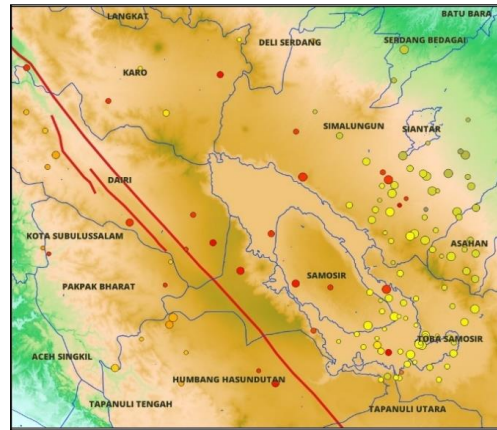 LANGKAT
BATU BARA
DELI SERDANG
SERDANG BEDAGAI
KARO
SIMALUNGUN
SIANTAR
DAIRI
KOTA SUBULUSSALAM
ASAHAN
SAMOSIR
PAKPAK BHARAT
TOBA SAMOSIR
ACEH SINGKIL
HUMBANG HASUNDUTAN
TAPANULI TENGAH
TAPANULI UTARA